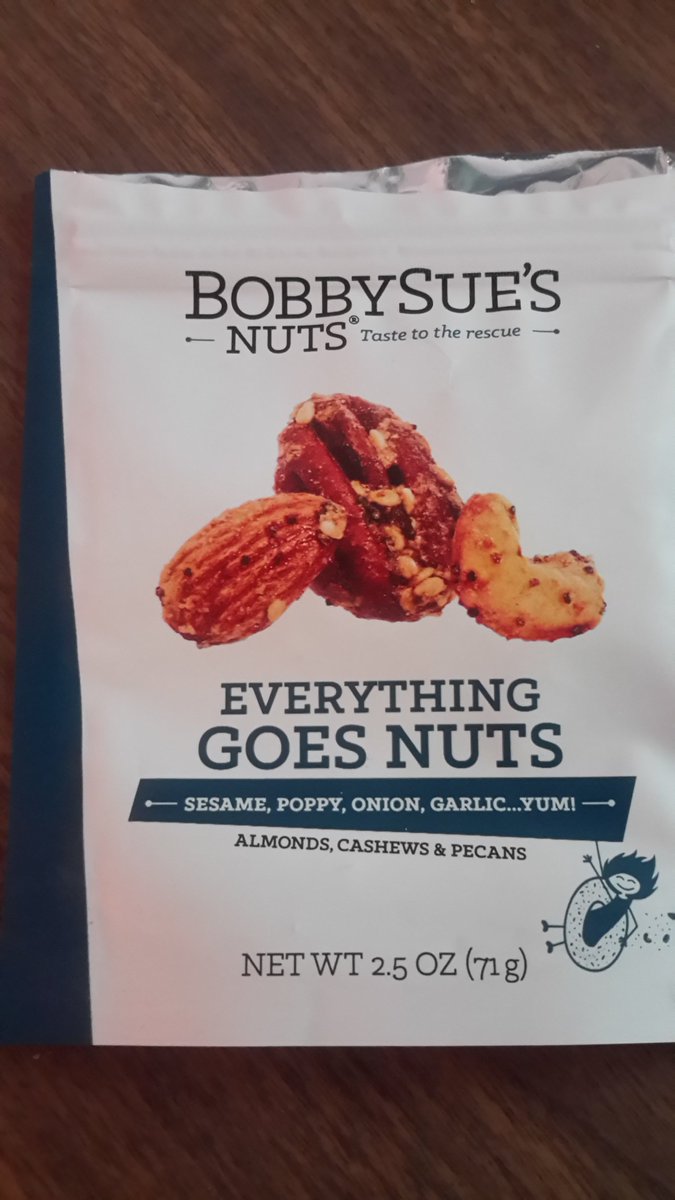 BOBBYSUE'S
NUTS® Taste to the rescue
EVERYTHING
GOES NUTS
SESAME, POPPY, ONION, GARLIC...YUM!
ALMONDS, CASHEWS & PECANS
NET WT 2.5 OZ (71g)